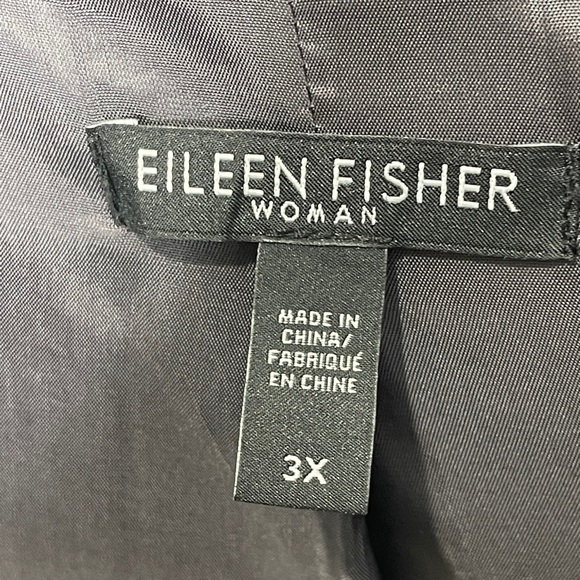 EILEEN FISHER
WOMAN
MADE IN
CHINA/
FABRIQUÉ
EN CHINE
3X